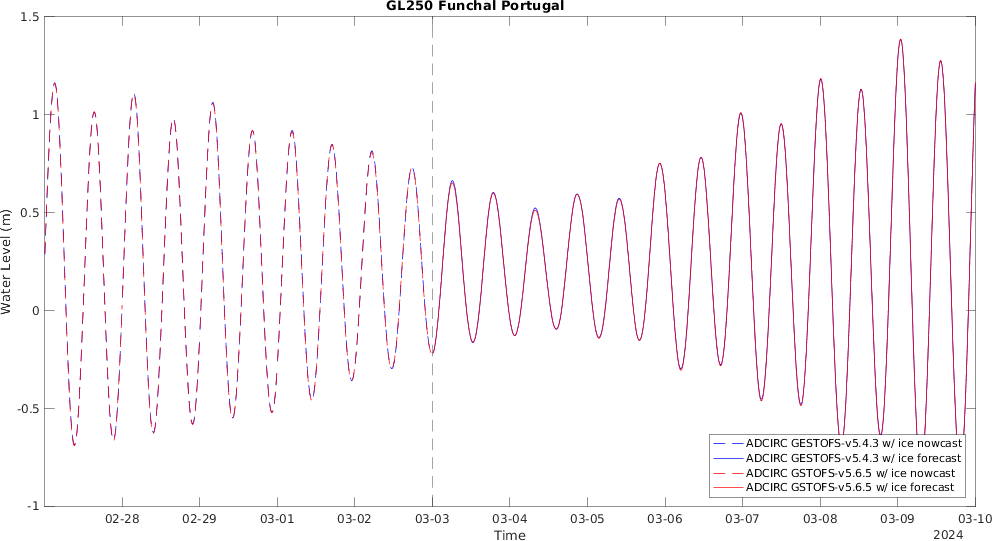 GL250 Funchal Portugal
1.5
1
0.5
0
-0.5
-1
Water Level (m)
ADCIRC GESTOFS-v5.4.3 w/ ice nowcast
ADCIRC GESTOFS-v5.4.3 w/ ice forecast
ADCIRC GSTOFS-v5.6.5 w/ ice nowcast
ADCIRC GSTOFS-v5.6.5 w/ ice forecast
02-28 02-29 03-01 03-02 03-03 03-04 03-05 03-06 03-07 03-08 03-09 03-10
Time
2024